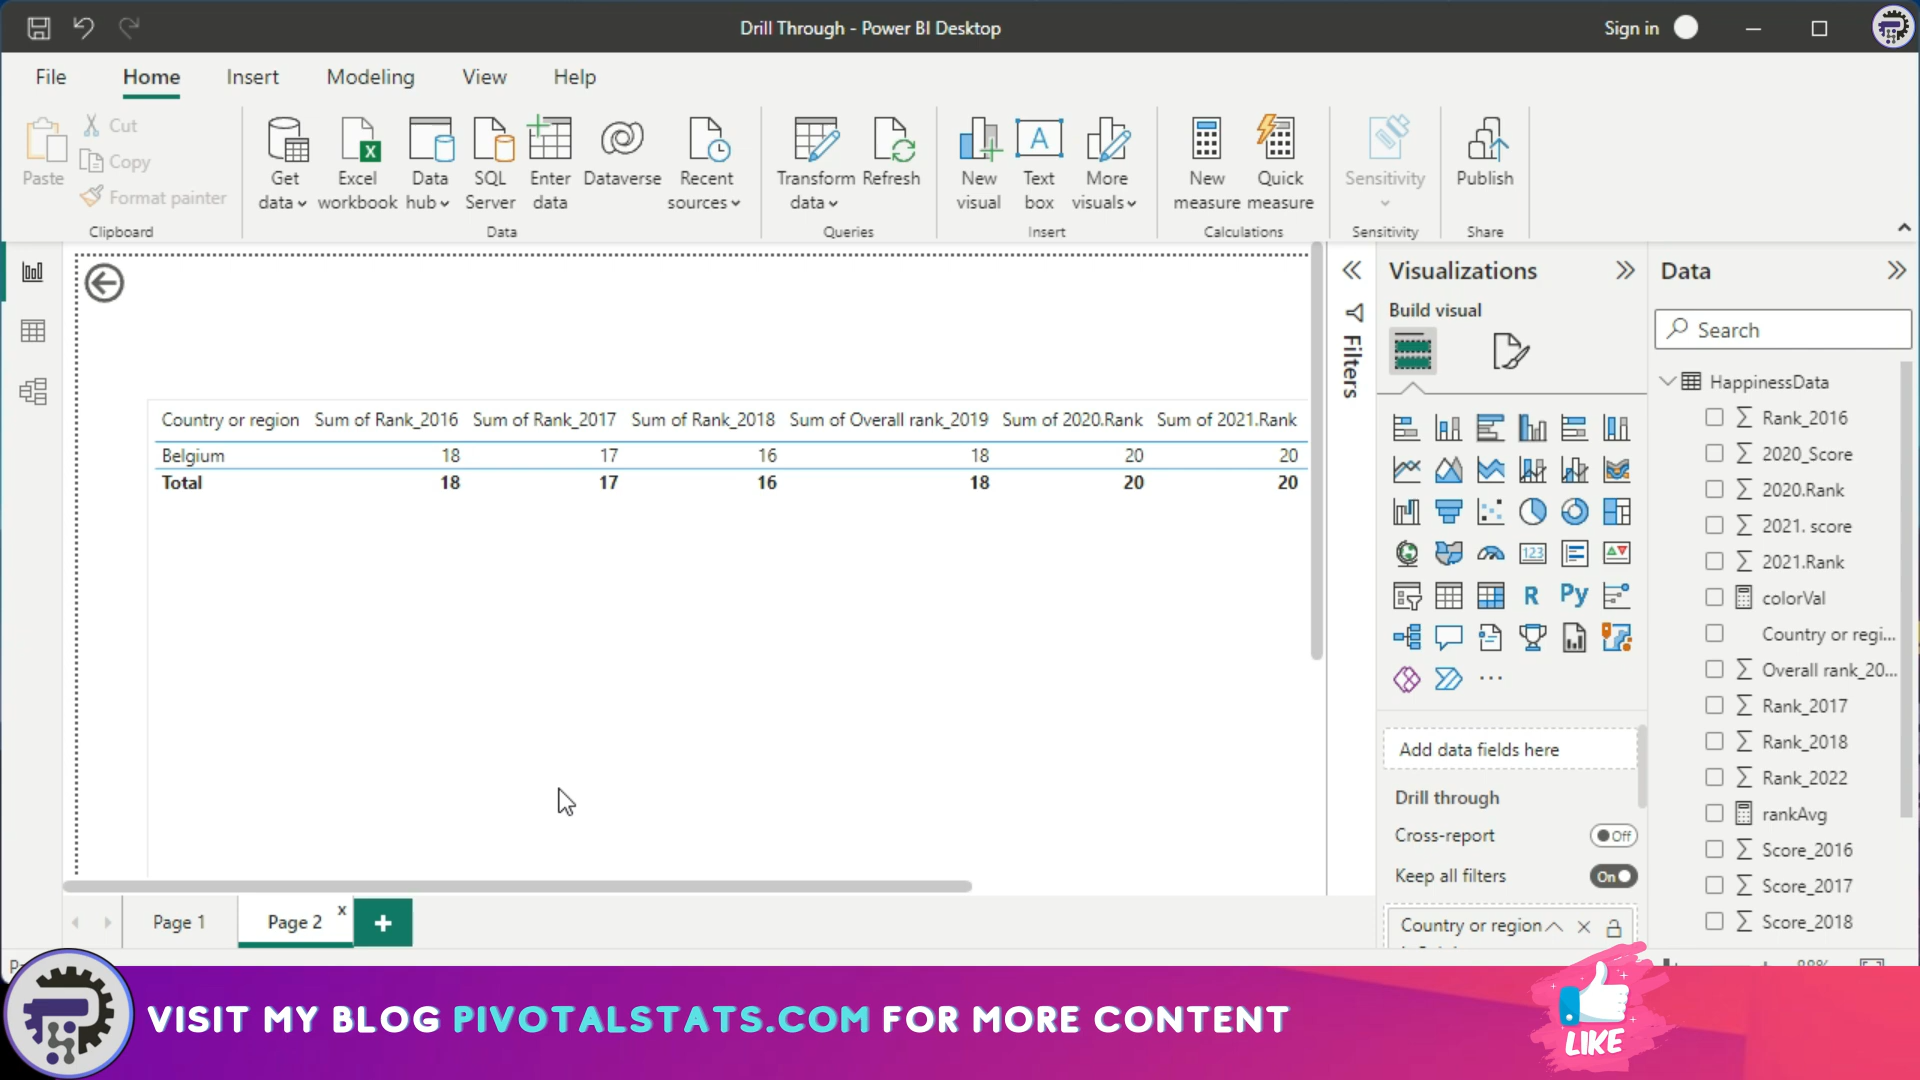 Drill Through - Power BI Desktop
Sign in
File Home Insert Modeling View Help
Paste
Cut
Copy
Format painter
Clipboard
Get data
Excel workbook
Data hub
SQL Server
Enter data
Dataverse
Recent sources
Data
Transform data
Refresh
Queries
New visual
Text box
More visuals
Insert
New measure
Quick measure
Calculations
Sensitivity
Sensitivity
Publish
Share
Country or region Sum of Rank_2016 Sum of Rank_2017 Sum of Rank_2018 Sum of Overall rank_2019 Sum of 2020.Rank Sum of 2021.Rank
Belgium 18 17 16 18 20 20
Total 18 17 16 18 20 20
Filters
Visualizations
Build visual
123
R
Py
...
Add data fields here
Drill through
Cross-report Off
Keep all filters On
Country or region
Data
Search
HappinessData
Rank_2016
2020_Score
2020.Rank
2021. score
2021.Rank
colorVal
Country or regi...
Overall rank_20...
Rank_2017
Rank_2018
Rank_2022
rankAvg
Score_2016
Score_2017
Score_2018
Page 1
Page 2 x
+
VISIT MY BLOG PIVOTALSTATS.COM FOR MORE CONTENT
LIKE